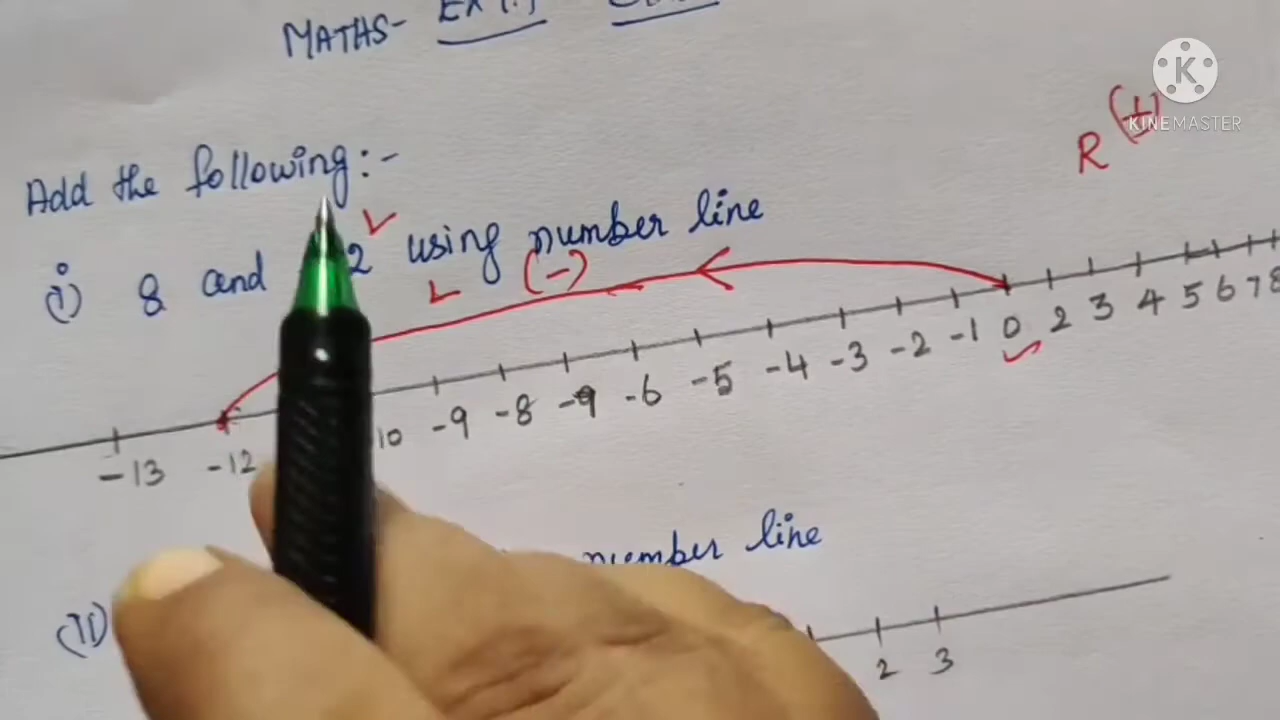 MATHS-
Add the following:-
(i) 8 and 2 using number line
(-)
R (+)
KINEMASTER
-13 -12 10 -9 -8 -9 -6 -5 -4 -3 -2 -1 0 2 3 4 5 6 7 8
(II) number line
2 3